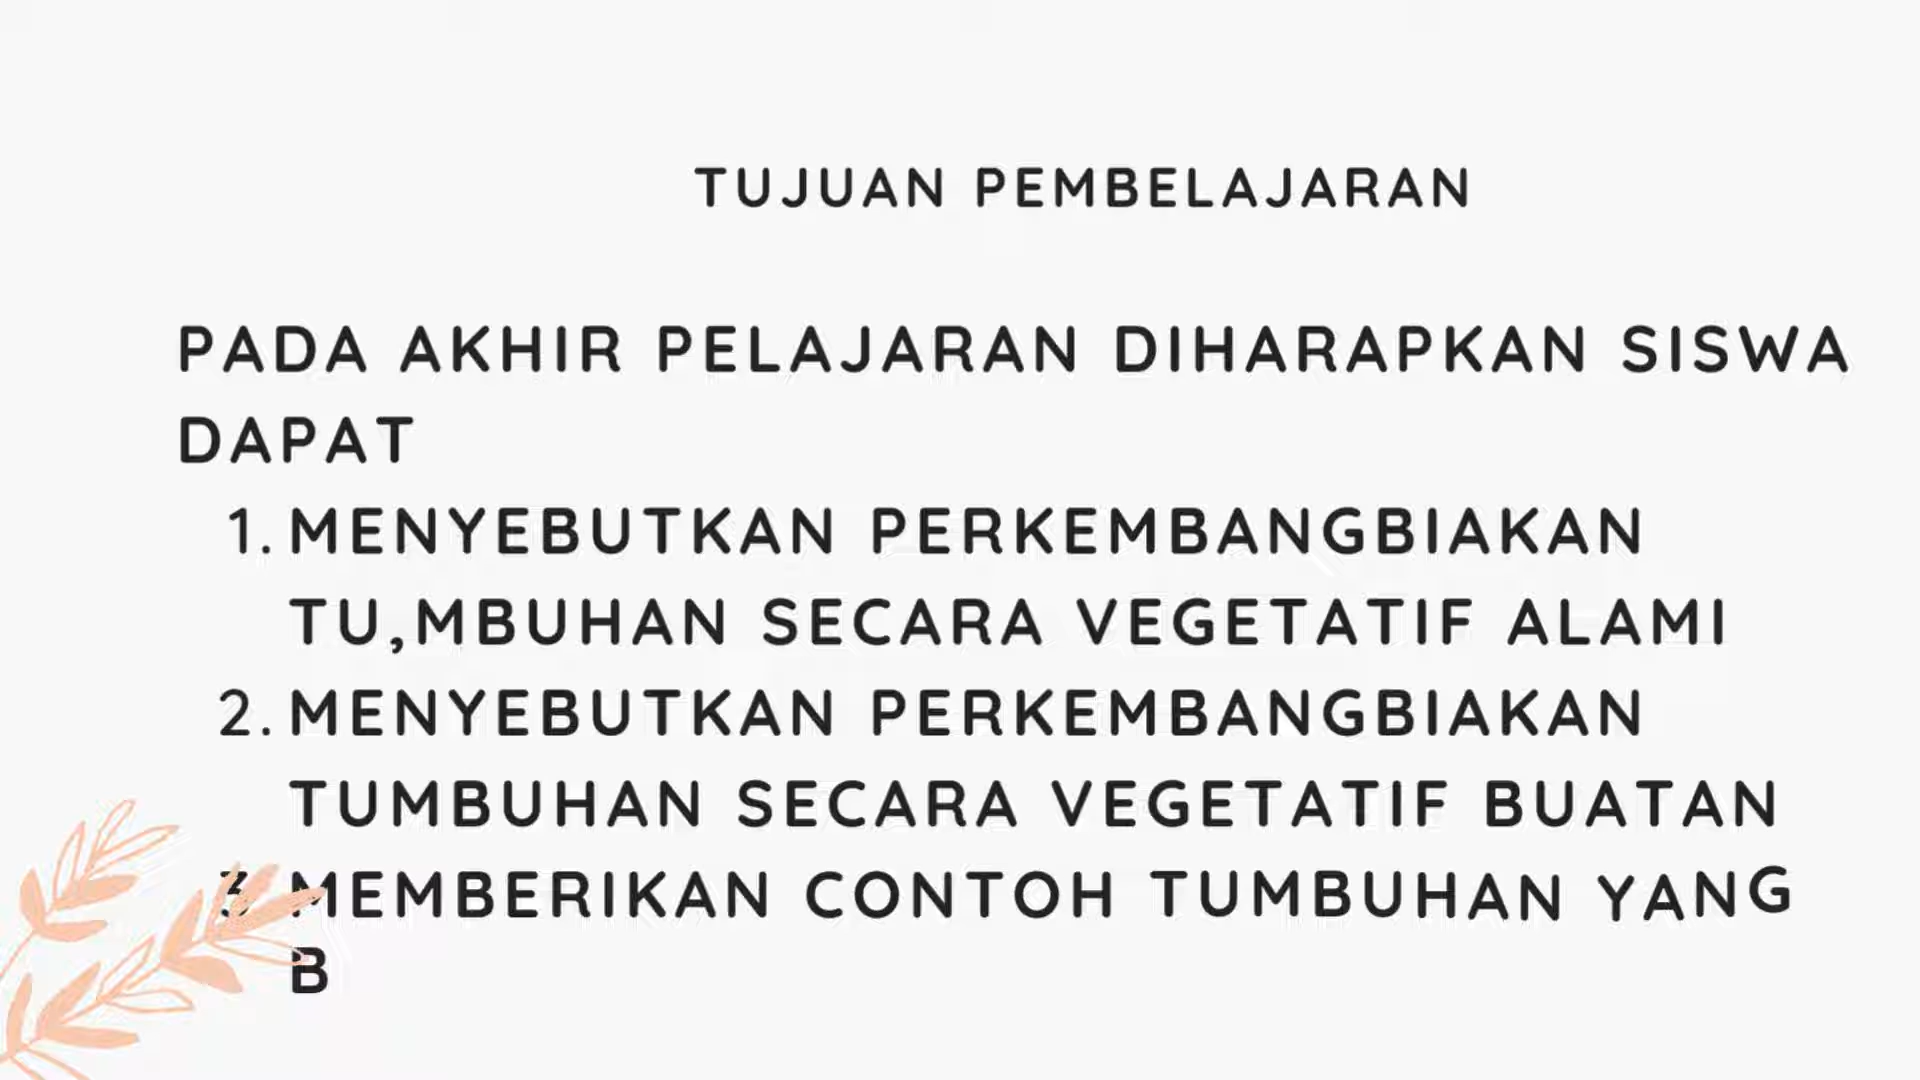 TUJUAN PEMBELAJARAN
PADA AKHIR PELAJARAN DIHARAPKAN SISWA
DAPAT
1. MENYEBUTKAN PERKEMBANGBIAKAN
TU,MBUHAN SECARA VEGETATIF ALAMI
2. MENYEBUTKAN PERKEMBANGBIAKAN
TUMBUHAN SECARA VEGETATIF BUATAN
3. MEMBERIKAN CONTOH TUMBUHAN YANG
B